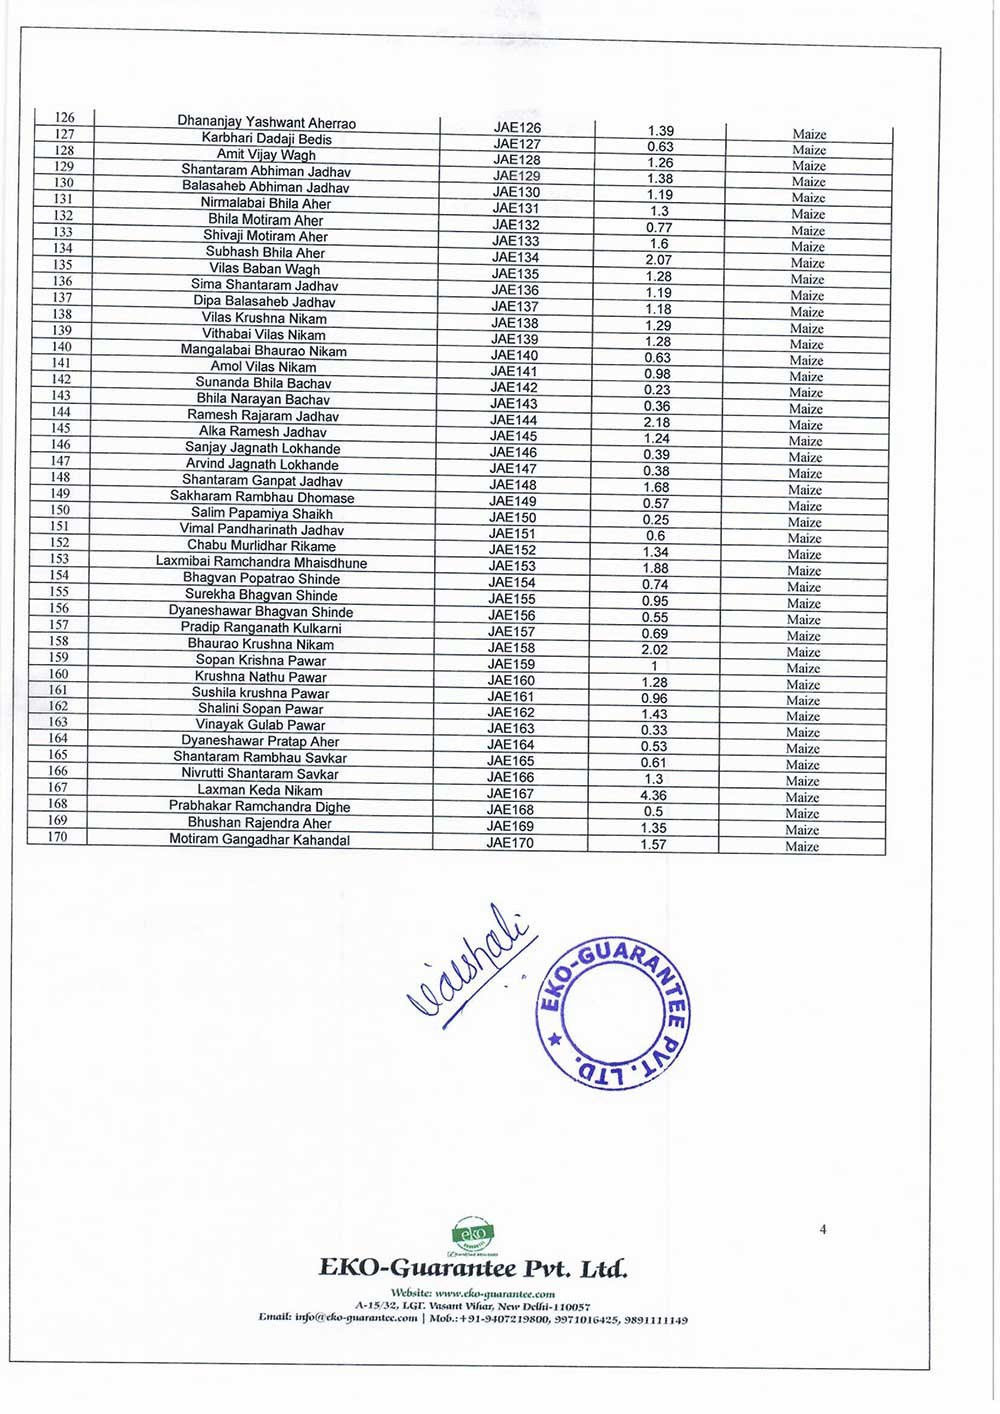 126 Dhananjay Yashwant Aherrao JAE126 1.39 Maize
127 Karbhari Dadaji Bedis JAE127 0.63 Maize
128 Amit Vijay Wagh JAE128 1.26 Maize
129 Shantaram Abhiman Jadhav JAE129 1.38 Maize
130 Balasaheb Abhiman Jadhav JAE130 1.19 Maize
131 Nirmalabai Bhila Aher JAE131 1.3 Maize
132 Bhila Motiram Aher JAE132 0.77 Maize
133 Shivaji Motiram Aher JAE133 1.6 Maize
134 Subhash Bhila Aher JAE134 2.07 Maize
135 Vilas Baban Wagh JAE135 1.28 Maize
136 Sima Shantaram Jadhav JAE136 1.19 Maize
137 Dipa Balasaheb Jadhav JAE137 1.18 Maize
138 Vilas Krushna Nikam JAE138 1.29 Maize
139 Vithabai Vilas Nikam JAE139 1.28 Maize
140 Mangalabai Bhaurao Nikam JAE140 0.63 Maize
141 Amol Vilas Nikam JAE141 0.98 Maize
142 Sunanda Bhila Bachav JAE142 0.23 Maize
143 Bhila Narayan Bachav JAE143 0.36 Maize
144 Ramesh Rajaram Jadhav JAE144 2.18 Maize
145 Alka Ramesh Jadhav JAE145 1.24 Maize
146 Sanjay Jagnath Lokhande JAE146 0.39 Maize
147 Arvind Jagnath Lokhande JAE147 0.38 Maize
148 Shantaram Ganpat Jadhav JAE148 1.68 Maize
149 Sakharam Rambhau Dhomase JAE149 0.57 Maize
150 Salim Papamiya Shaikh JAE150 0.25 Maize
151 Vimal Pandharinath Jadhav JAE151 0.6 Maize
152 Chabu Murlidhar Rikame JAE152 1.34 Maize
153 Laxmibai Ramchandra Mhaisdhune JAE153 1.88 Maize
154 Bhagvan Popatrao Shinde JAE154 0.74 Maize
155 Surekha Bhagvan Shinde JAE155 0.95 Maize
156 Dyaneshawar Bhagvan Shinde JAE156 0.55 Maize
157 Pradip Ranganath Kulkarni JAE157 0.69 Maize
158 Bhaurao Krushna Nikam JAE158 2.02 Maize
159 Sopan Krishna Pawar JAE159 1 Maize
160 Krushna Nathu Pawar JAE160 1.28 Maize
161 Sushila krushna Pawar JAE161 0.96 Maize
162 Shalini Sopan Pawar JAE162 1.43 Maize
163 Vinayak Gulab Pawar JAE163 0.33 Maize
164 Dyaneshawar Pratap Aher JAE164 0.53 Maize
165 Shantaram Rambhau Savkar JAE165 0.61 Maize
166 Nivrutti Shantaram Savkar JAE166 1.3 Maize
167 Laxman Keda Nikam JAE167 4.36 Maize
168 Prabhakar Ramchandra Dighe JAE168 0.5 Maize
169 Bhushan Rajendra Aher JAE169 1.35 Maize
170 Motiram Gangadhar Kahandal JAE170 1.57 Maize
Vaishali
EKO-GUARANTEE PVT. LTD. ★
4
eko
EKO-Guarantee Pvt. Ltd.
Website: www.eko-guarantee.com
A-15/32, LGF. Vasant Vihar, New Delhi-110057
Email: info@eko-guarantee.com | Mob.:+91-9407219800, 9971016425, 9891111149